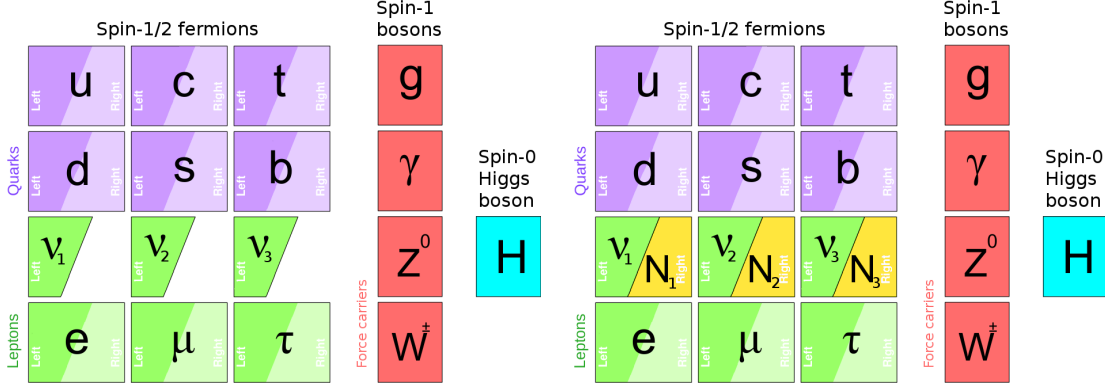 Spin-1/2 fermions
Spin-1
bosons
Quarks
Left u Right
Left c Right
Left t Right
g
Left d Right
Left s Right
Left b Right
γ
Spin-0
Higgs
boson
H
Leptons
Left ν1
Left ν2
Left ν3
Force carriers
Z0
Left e Right
Left μ Right
Left τ Right
W±
Spin-1/2 fermions
Spin-1
bosons
Quarks
Left u Right
Left c Right
Left t Right
g
Left d Right
Left s Right
Left b Right
γ
Spin-0
Higgs
boson
H
Leptons
Left ν1 N1 Right
Left ν2 N2 Right
Left ν3 N3 Right
Force carriers
Z0
Left e Right
Left μ Right
Left τ Right
W±